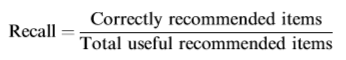 Recall = Correctly recommended items / Total useful recommended items